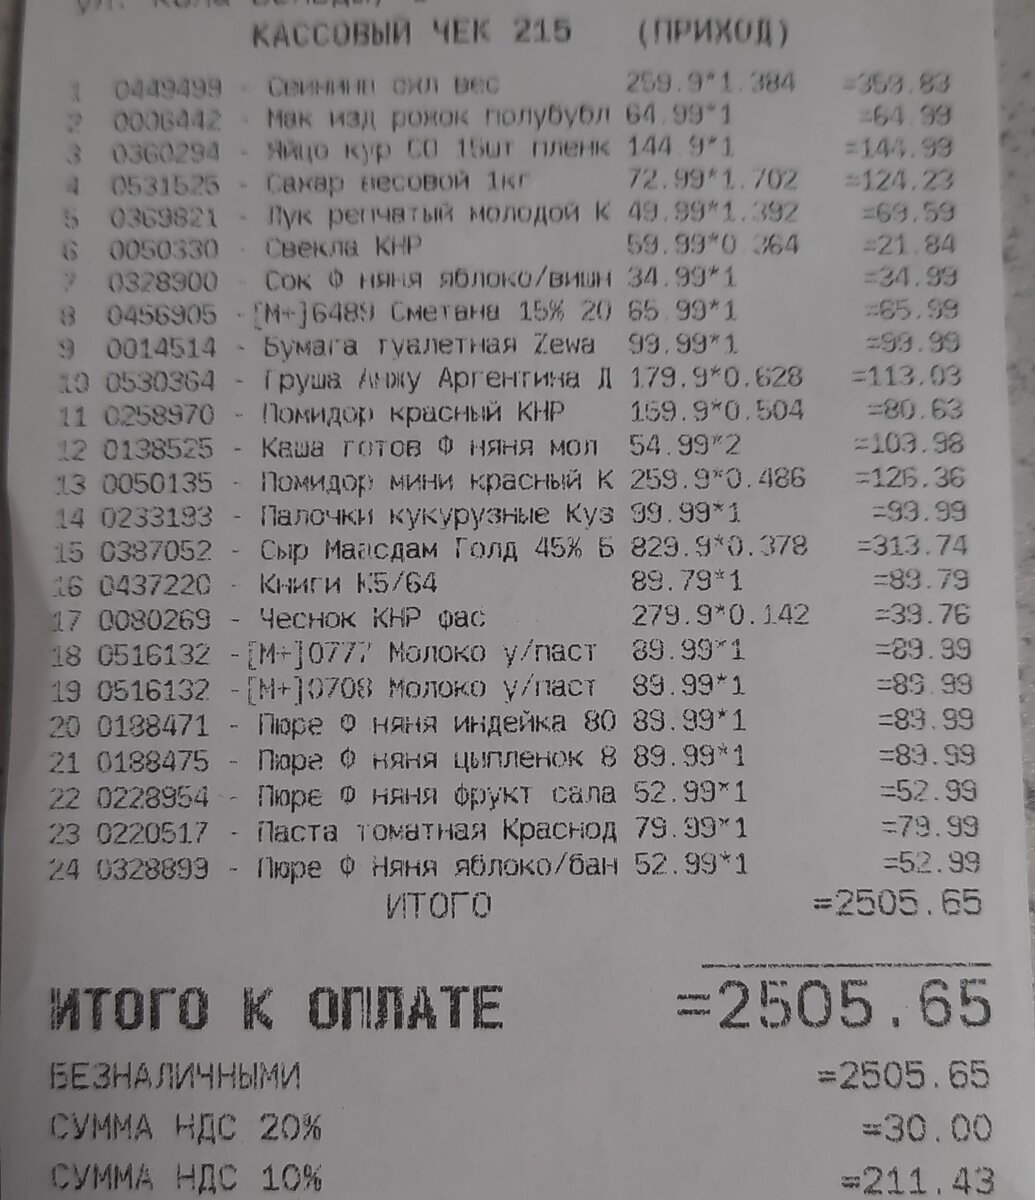 КАССОВЫЙ ЧЕК 215 (ПРИХОД)
1 0449499 - Свинина охл вес 259.9*1.384 =359.83
2 0006442 - Мак изд рожок полубубл 64.99*1 =64.99
3 0360294 - Яйцо кур СО 15шт пленк 144.9*1 =144.99
4 0531525 - Сахар весовой 1кг 72.99*1.702 =124.23
5 0369821 - Лук репчатый молодой К 49.99*1.392 =69.59
6 0050330 - Свекла КНР 59.99*0.364 =21.84
7 0328900 - Сок Ф няня яблоко/вишн 34.99*1 =34.99
8 0456905 -[М+]6489 Сметана 15% 20 65.99*1 =65.99
9 0014514 - Бумага туалетная Zewa 99.99*1 =99.99
10 0530364 - Груша Анжу Аргентина Д 179.9*0.628 =113.03
11 0258970 - Помидор красный КНР 159.9*0.504 =80.63
12 0138525 - Каша готов Ф няня мол 54.99*2 =109.98
13 0050135 - Помидор мини красный К 259.9*0.486 =126.36
14 0233193 - Палочки кукурузные Куз 99.99*1 =99.99
15 0387052 - Сыр Маасдам Голд 45% Б 829.9*0.378 =313.74
16 0437220 - Книги К5/64 89.79*1 =89.79
17 0080269 - Чеснок КНР фас 279.9*0.142 =39.76
18 0516132 -[М+]0777 Молоко у/паст 89.99*1 =89.99
19 0516132 -[М+]0708 Молоко у/паст 89.99*1 =89.99
20 0188471 - Пюре Ф няня индейка 80 89.99*1 =89.99
21 0188475 - Пюре Ф няня цыпленок 8 89.99*1 =89.99
22 0228954 - Пюре Ф няня фрукт сала 52.99*1 =52.99
23 0220517 - Паста томатная Краснод 79.99*1 =79.99
24 0328899 - Пюре Ф Няня яблоко/бан 52.99*1 =52.99
ИТОГО =2505.65
ИТОГО К ОПЛАТЕ =2505.65
БЕЗНАЛИЧНЫМИ =2505.65
СУММА НДС 20% =30.00
СУММА НДС 10% =211.43